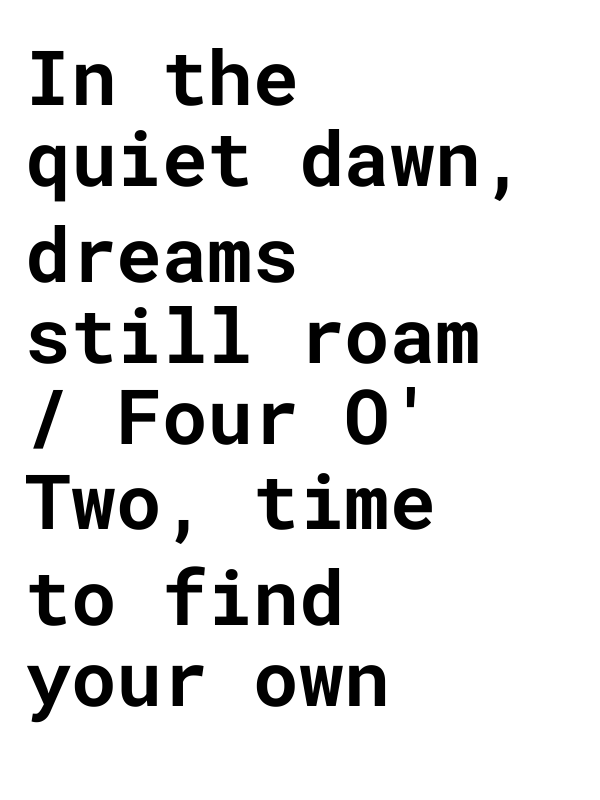 In the
quiet dawn,
dreams
still roam
/ Four O'
Two, time
to find
your own